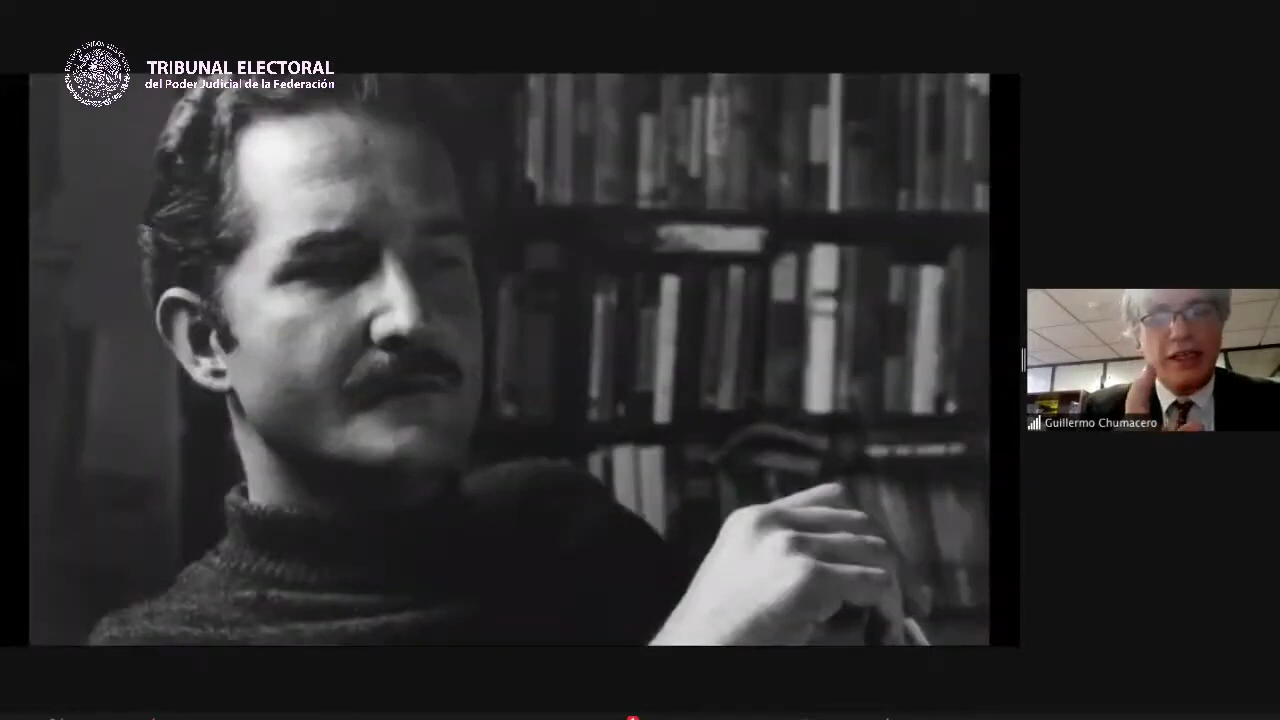 TRIBUNAL ELECTORAL
del Poder Judicial de la Federación
Guillermo Chumacero